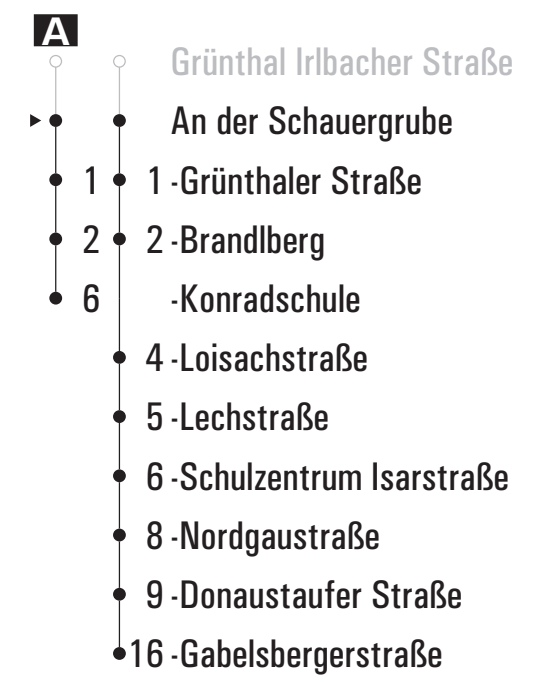 A
Grünthal Irlbacher Straße
An der Schauergrube
1 1 -Grünthaler Straße
2 2 -Brandlberg
6 -Konradschule
4 -Loisachstraße
5 -Lechstraße
6 -Schulzentrum Isarstraße
8 -Nordgaustraße
9 -Donaustaufer Straße
16 -Gabelsbergerstraße